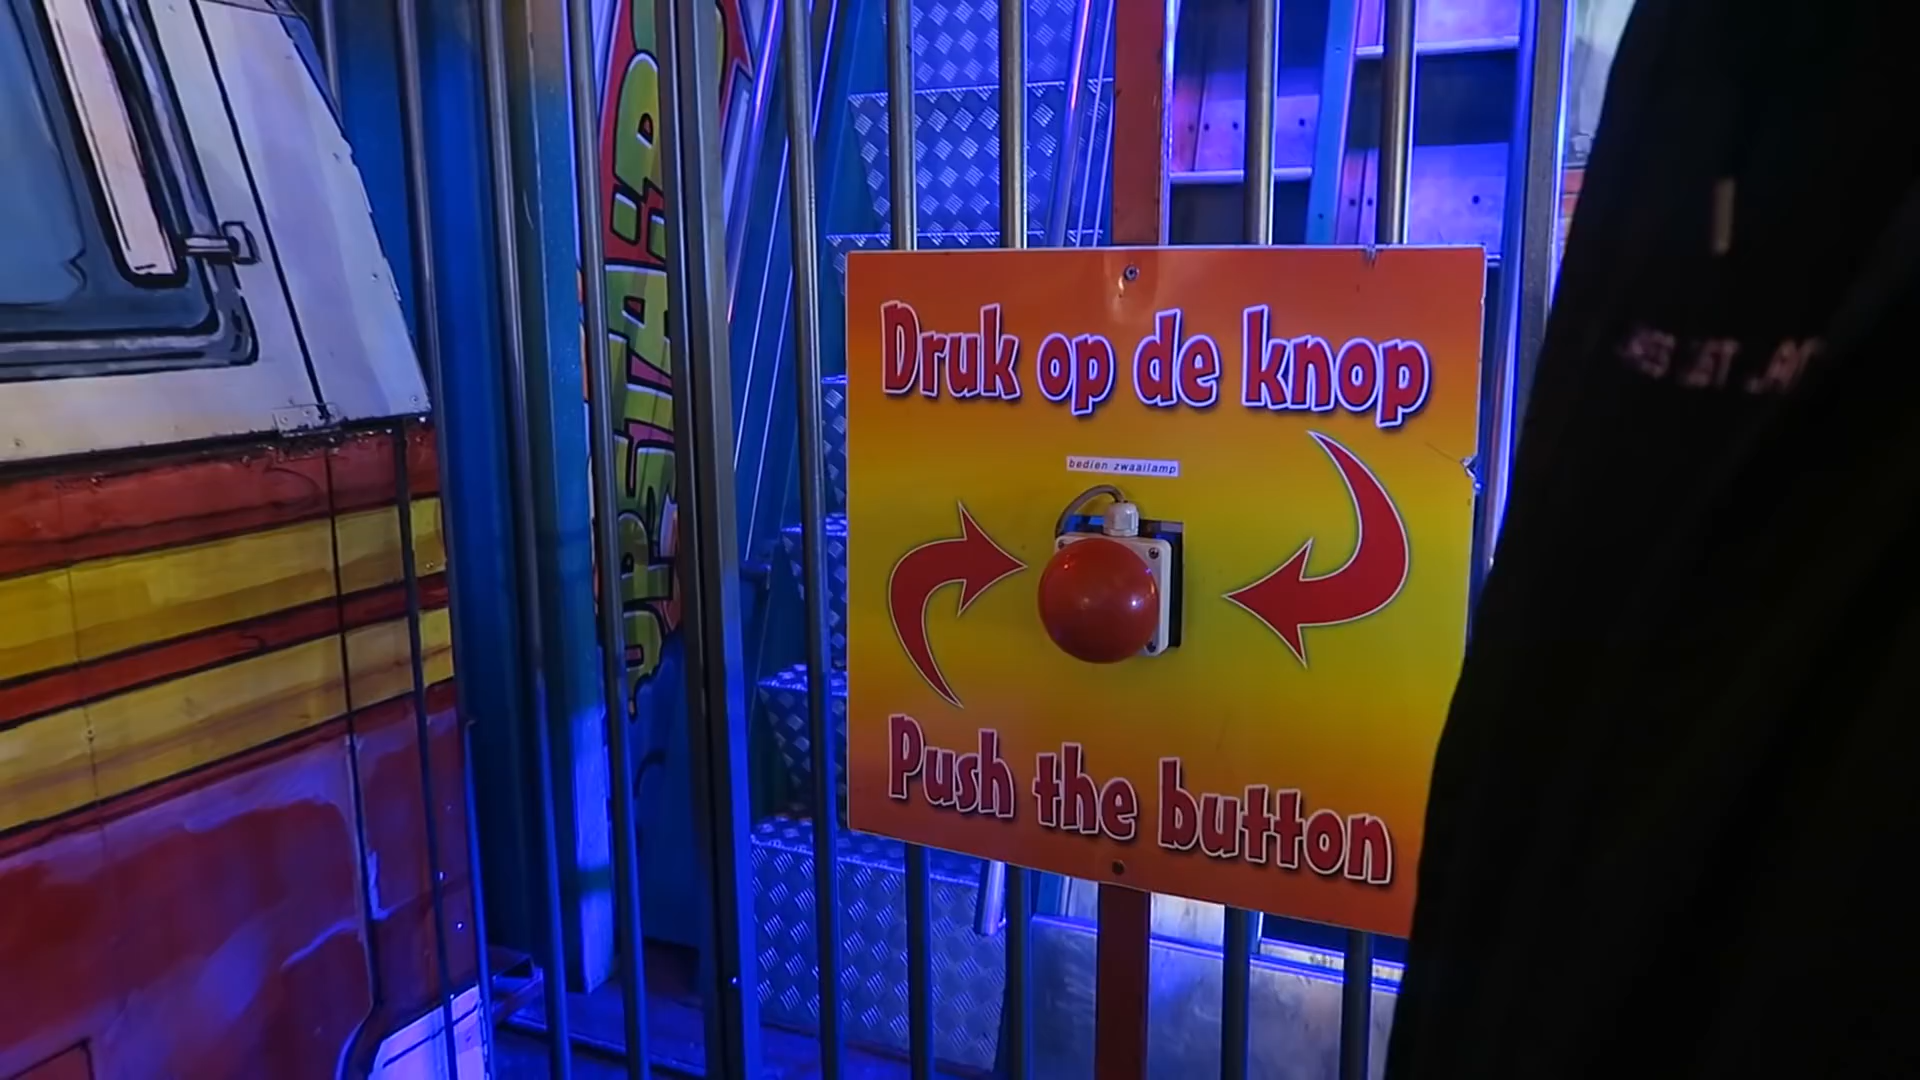 Druk op de knop
bedien zwaailamp
Push the button